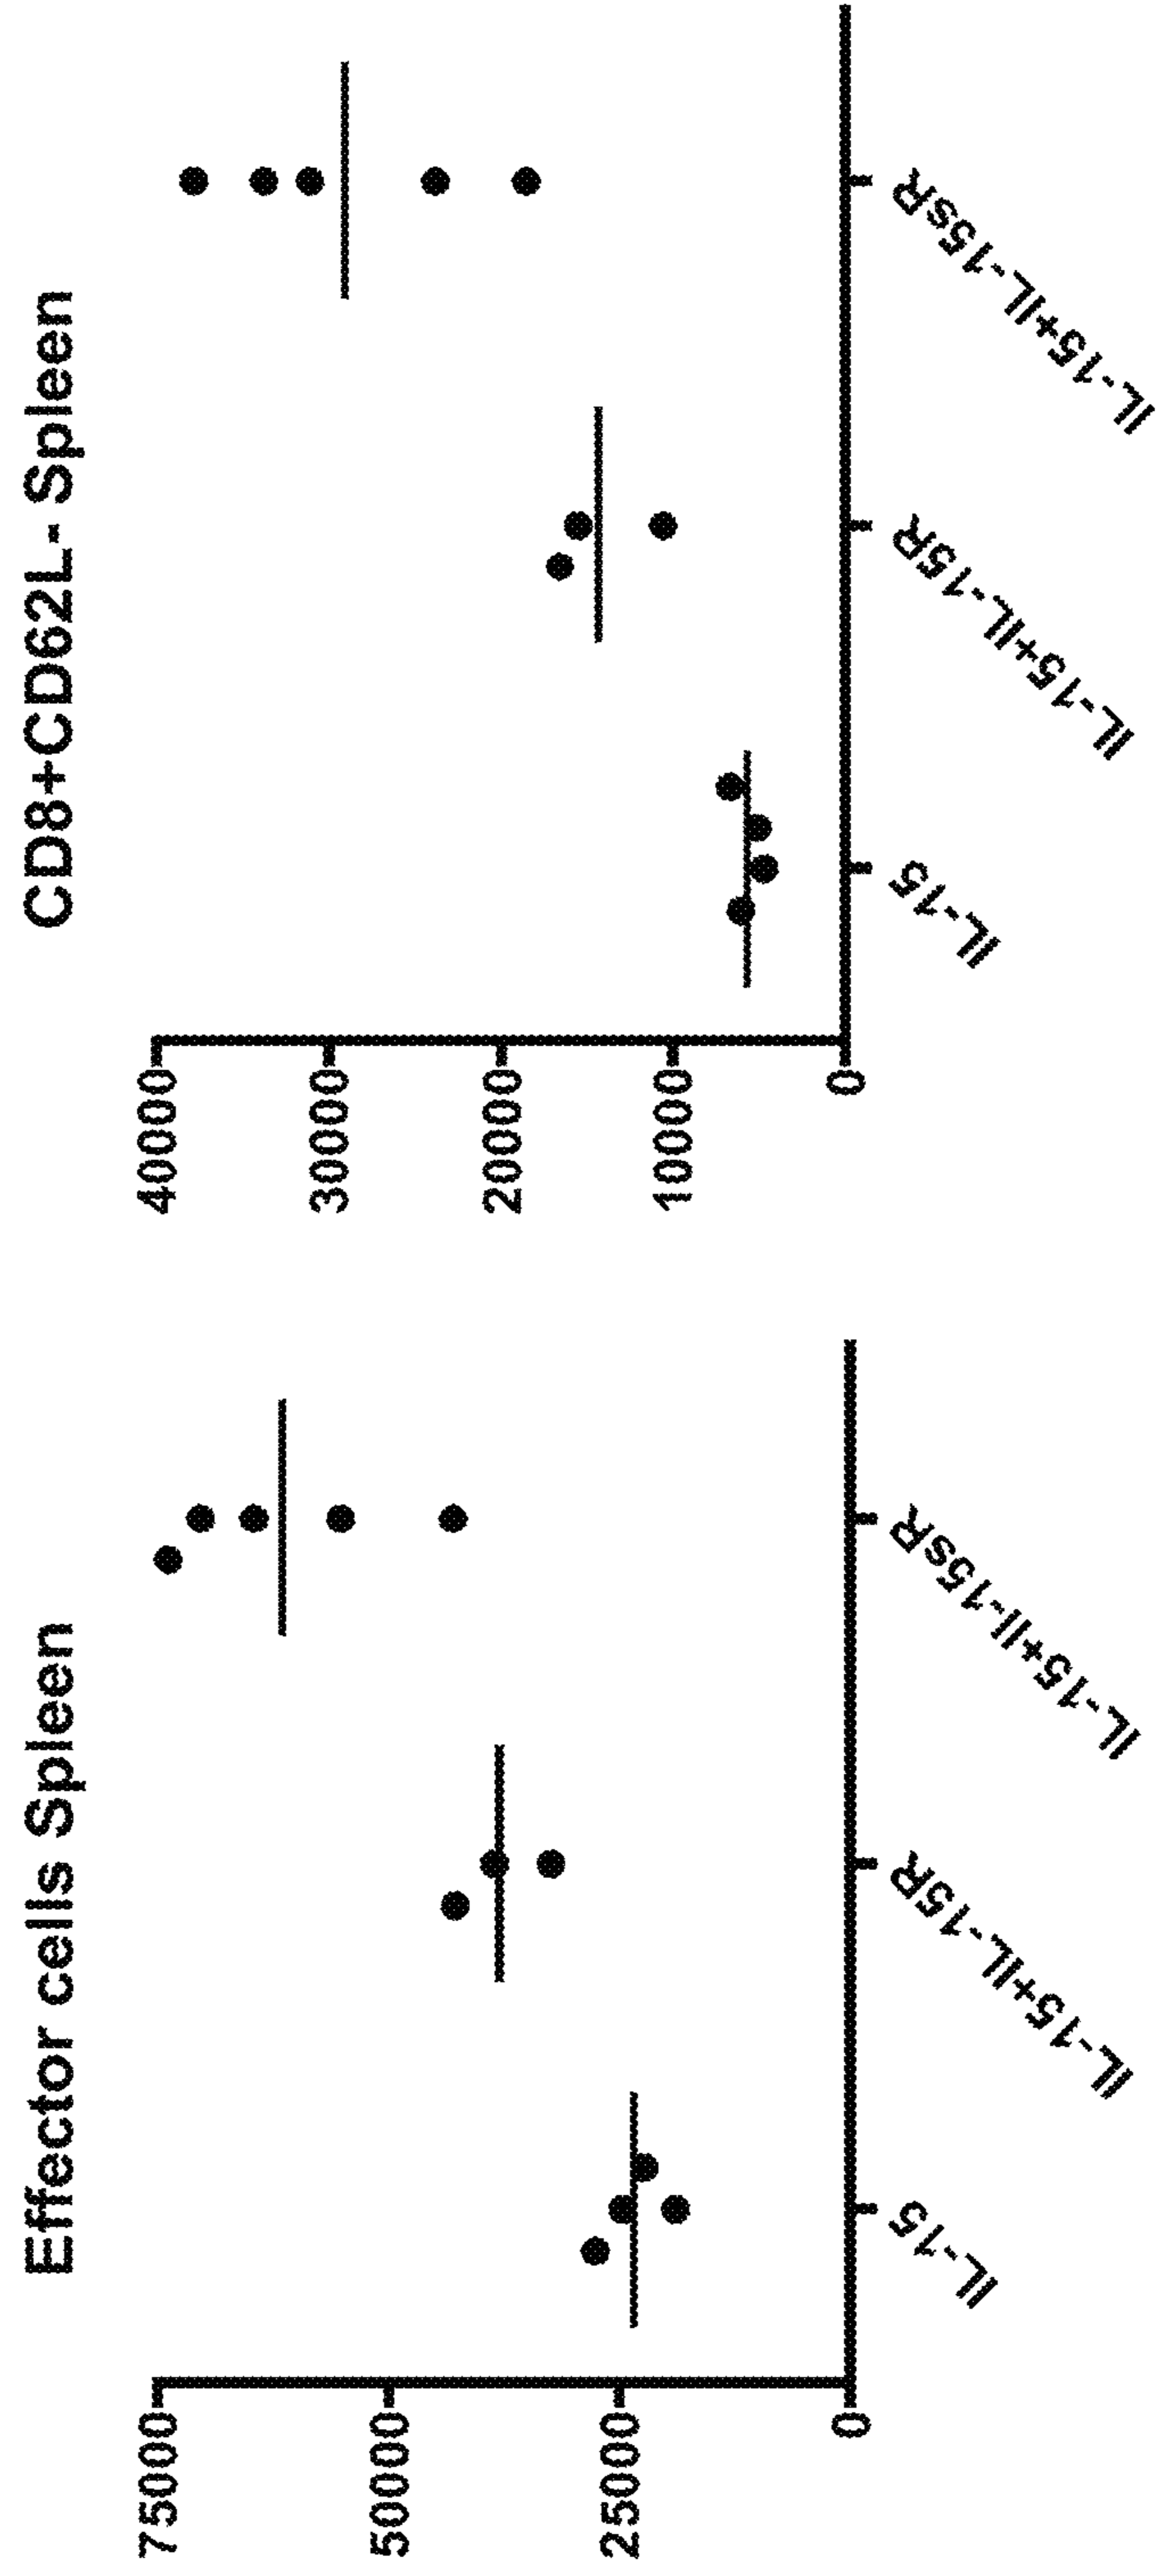 Effector cells Spleen
75000
50000
25000
0
IL-15
IL-15+IL-15R
IL-15+Il-15sR
CD8+CD62L- Spleen
40000
30000
20000
10000
0
IL-15
IL-15+IL-15R
IL-15+IL-15sR